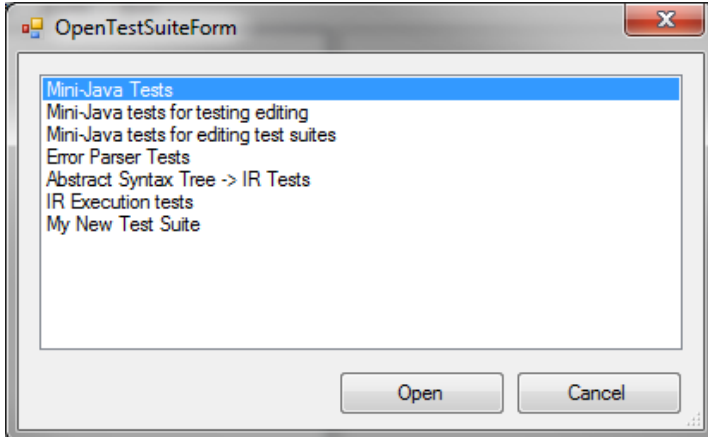 OpenTestSuiteForm
Mini-Java Tests
Mini-Java tests for testing editing
Mini-Java tests for editing test suites
Error Parser Tests
Abstract Syntax Tree -> IR Tests
IR Execution tests
My New Test Suite
Open
Cancel